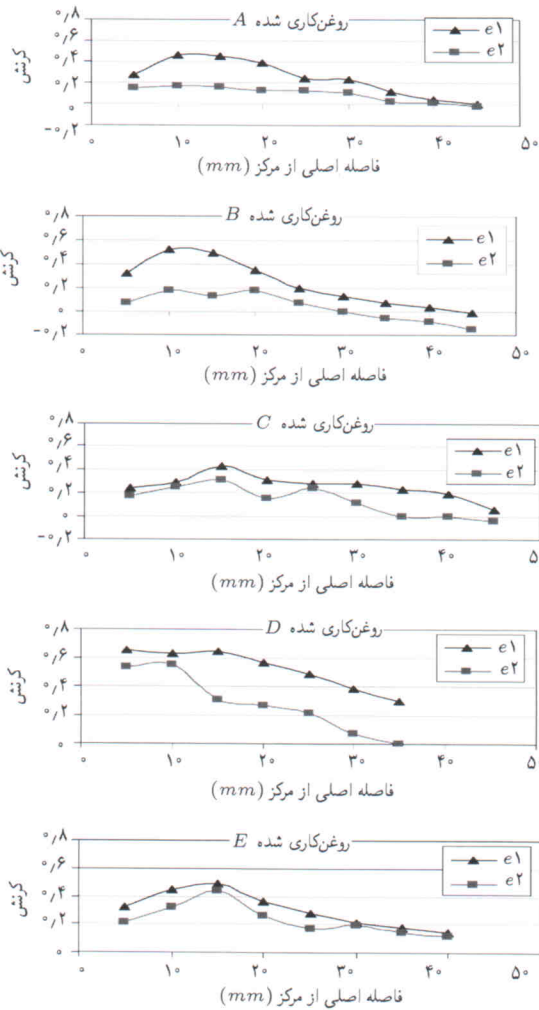 روغن‌کاری شده A
e۱
e۲
کرنش
۰٫۸
۰٫۶
۰٫۴
۰٫۲
۰
-۰٫۲
۰ ۱۰ ۲۰ ۳۰ ۴۰ ۵۰
فاصله اصلی از مرکز (mm)
روغن‌کاری شده B
e۱
e۲
کرنش
۰٫۸
۰٫۶
۰٫۴
۰٫۲
۰
-۰٫۲
۰ ۱۰ ۲۰ ۳۰ ۴۰ ۵۰
فاصله اصلی از مرکز (mm)
روغن‌کاری شده C
e۱
e۲
کرنش
۰٫۸
۰٫۶
۰٫۴
۰٫۲
۰
-۰٫۲
۰ ۱۰ ۲۰ ۳۰ ۴۰ ۵
فاصله اصلی از مرکز (mm)
روغن‌کاری شده D
e۱
e۲
کرنش
۰٫۸
۰٫۶
۰٫۴
۰٫۲
۰
۰ ۱۰ ۲۰ ۳۰ ۴۰ ۵
فاصله اصلی از مرکز (mm)
روغن‌کاری شده E
e۱
e۲
کرنش
۰٫۸
۰٫۶
۰٫۴
۰٫۲
۰
۰ ۱۰ ۲۰ ۳۰ ۴۰ ۵۰
فاصله اصلی از مرکز (mm)